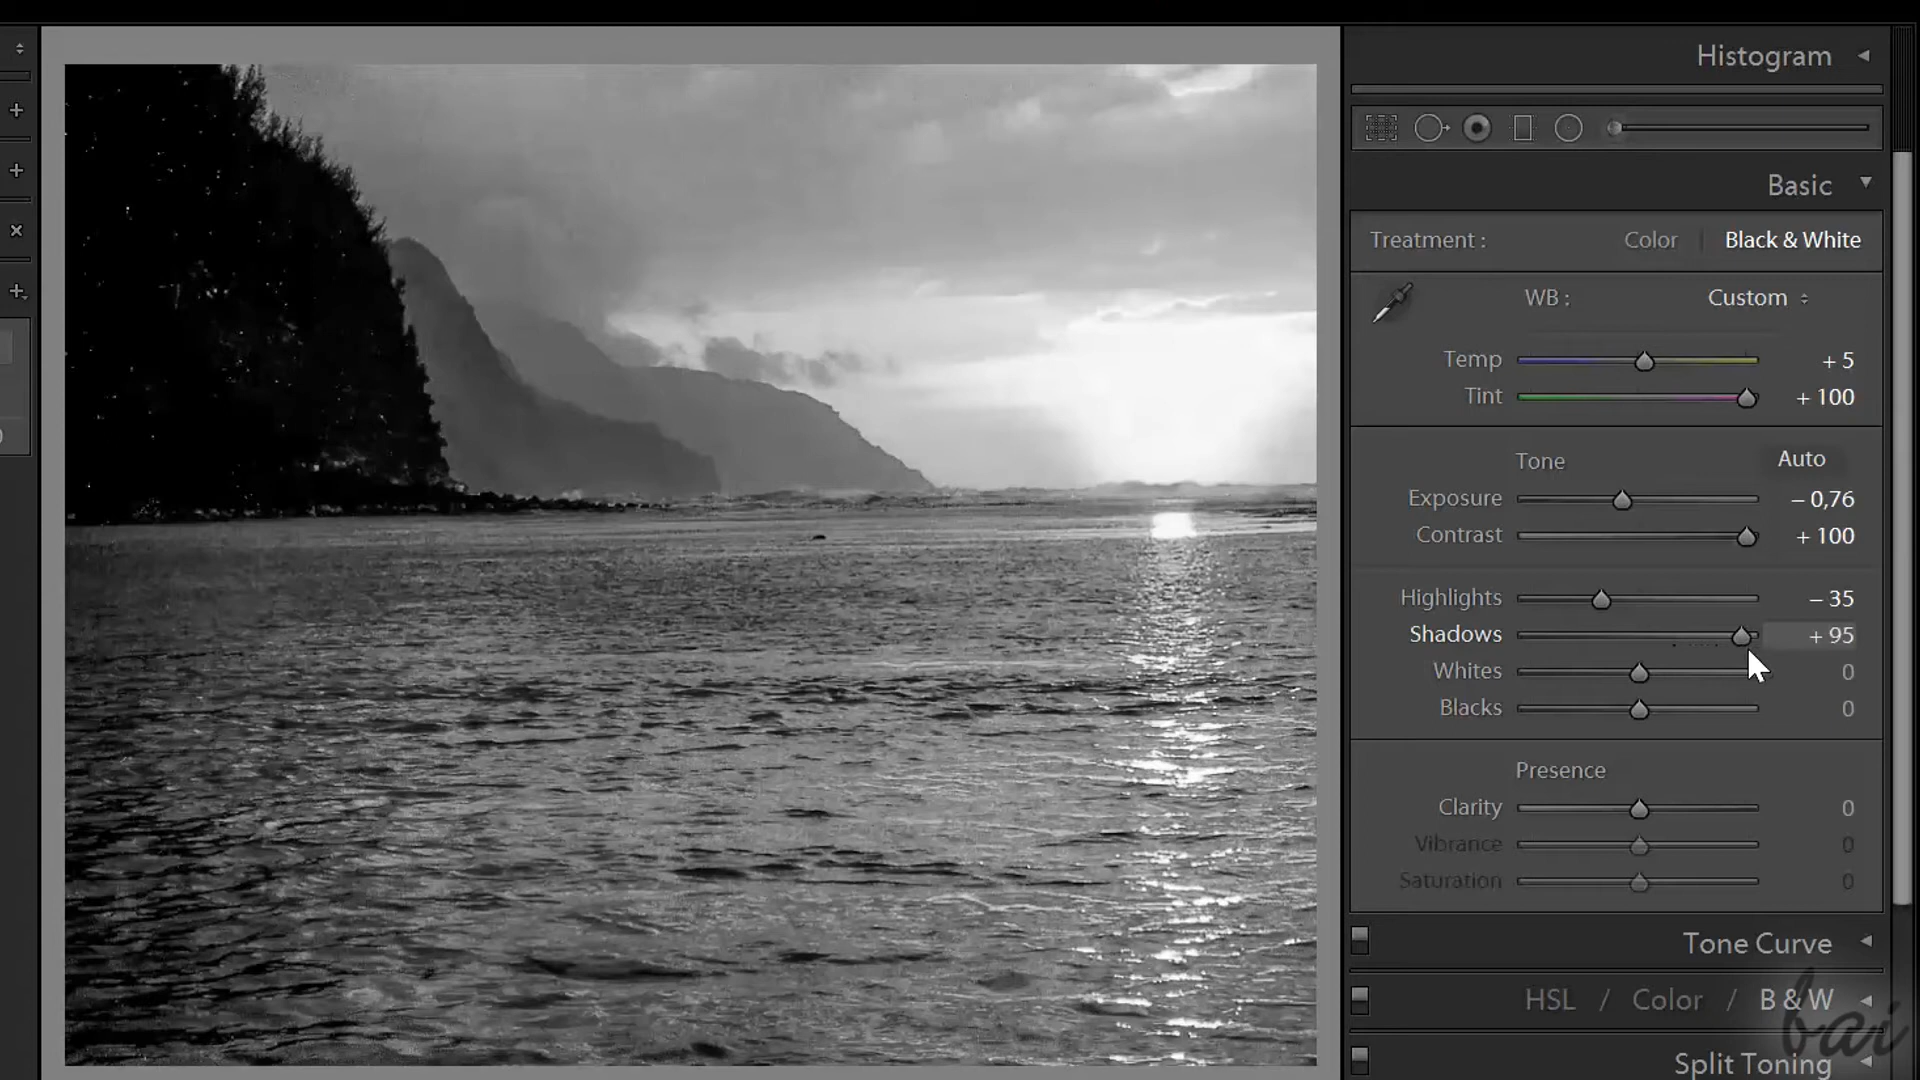 Histogram
Basic
Treatment : Color | Black & White
WB : Custom
Temp + 5
Tint + 100
Tone Auto
Exposure – 0,76
Contrast + 100
Highlights – 35
Shadows + 95
Whites 0
Blacks 0
Presence
Clarity 0
Vibrance 0
Saturation 0
Tone Curve
HSL / Color / B & W
bai
Split Toning